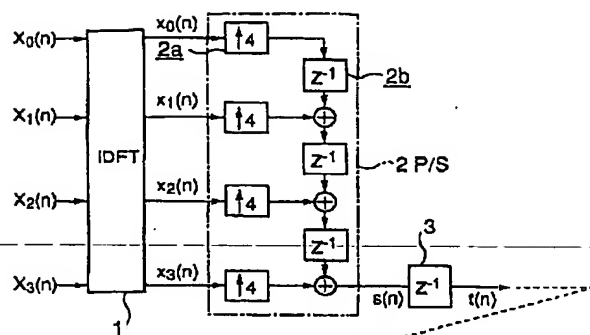 X₀(n) x₀(n) ↑4
2a
Z⁻¹ 2b
X₁(n) x₁(n) ↑4 +
IDFT
Z⁻¹ 2 P/S
X₂(n) x₂(n) ↑4 +
Z⁻¹ 3
X₃(n) x₃(n) ↑4 + s(n) Z⁻¹ t(n)
1